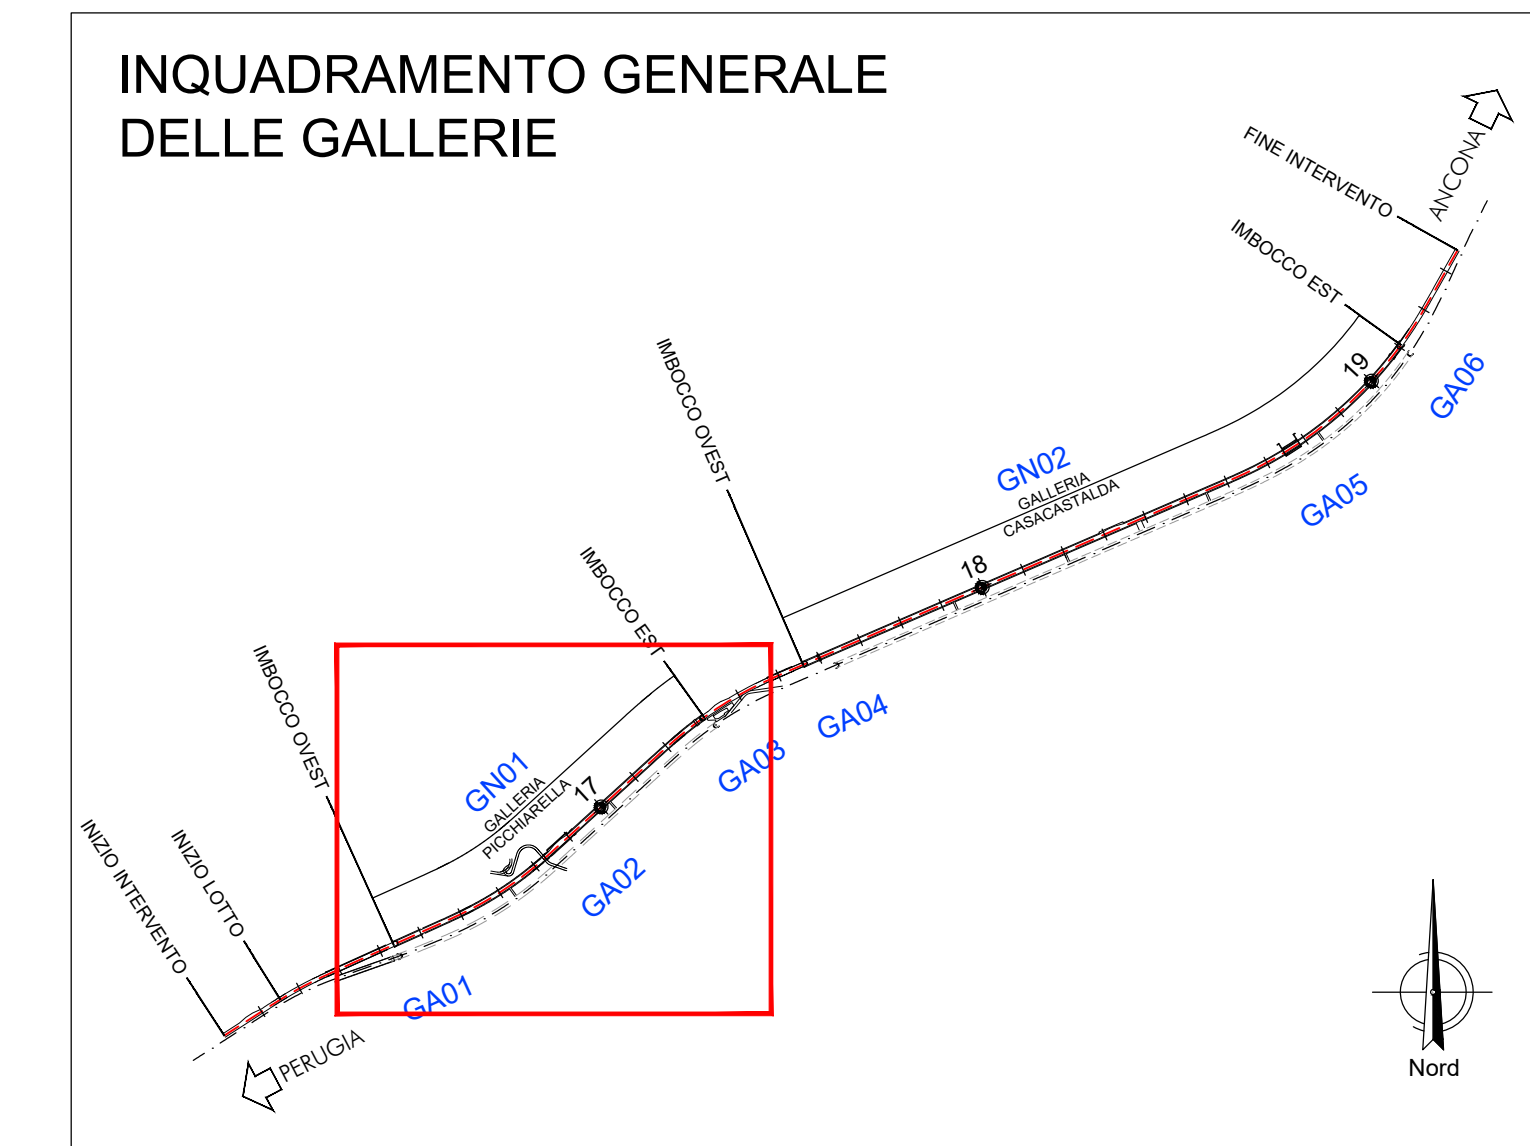 INQUADRAMENTO GENERALE
DELLE GALLERIE
ANCONA
FINE INTERVENTO
IMBOCCO EST
19
GA06
IMBOCCO OVEST
GN02
GALLERIA
CASACASTALDA
GA05
18
IMBOCCO EST
IMBOCCO OVEST
GA04
GA03
GN01
GALLERIA
PICCHIARELLA
17
GA02
INIZIO LOTTO
INIZIO INTERVENTO
GA01
PERUGIA
Nord